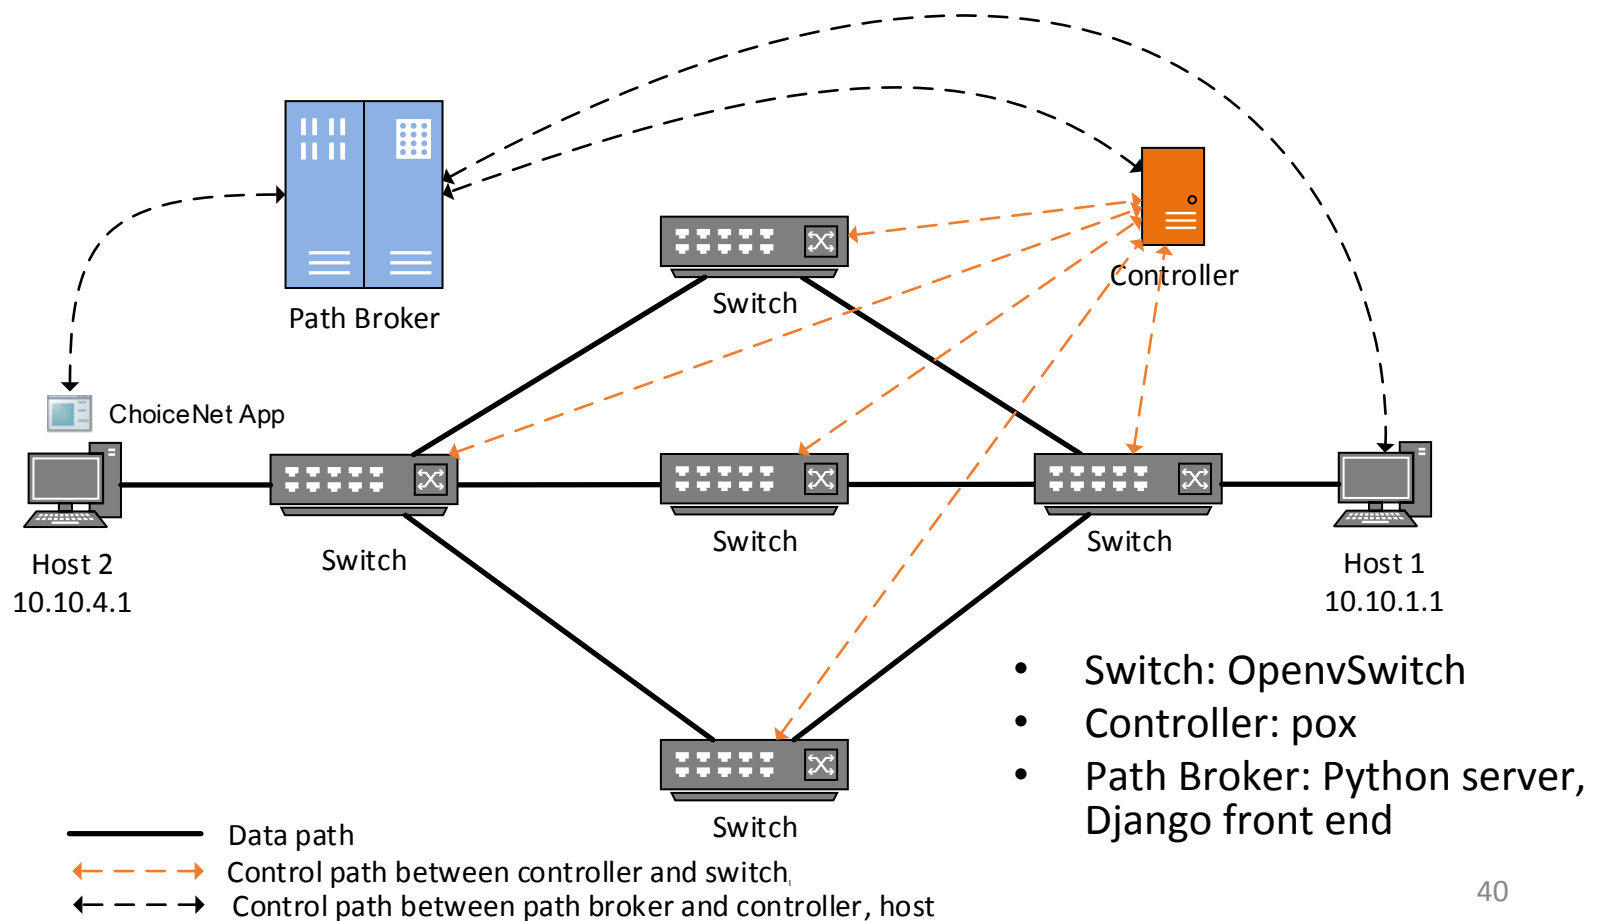 Path Broker
Controller
Switch
ChoiceNet App
Host 2
10.10.4.1
Switch
Switch
Switch
Host 1
10.10.1.1
Switch
• Switch: OpenvSwitch
• Controller: pox
• Path Broker: Python server,
Django front end
Data path
Control path between controller and switch
Control path between path broker and controller, host
40